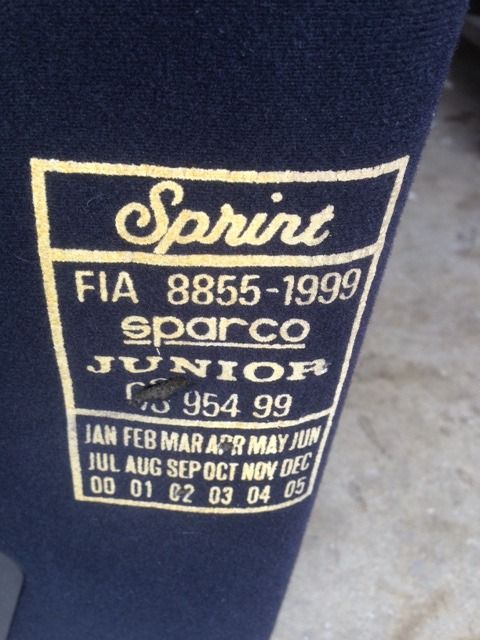 Sprint
FIA 8855-1999
sparco
JUNIOR
954 99
JAN FEB MAR APR MAY JUN
JUL AUG SEP OCT NOV DEC
00 01 02 03 04 05